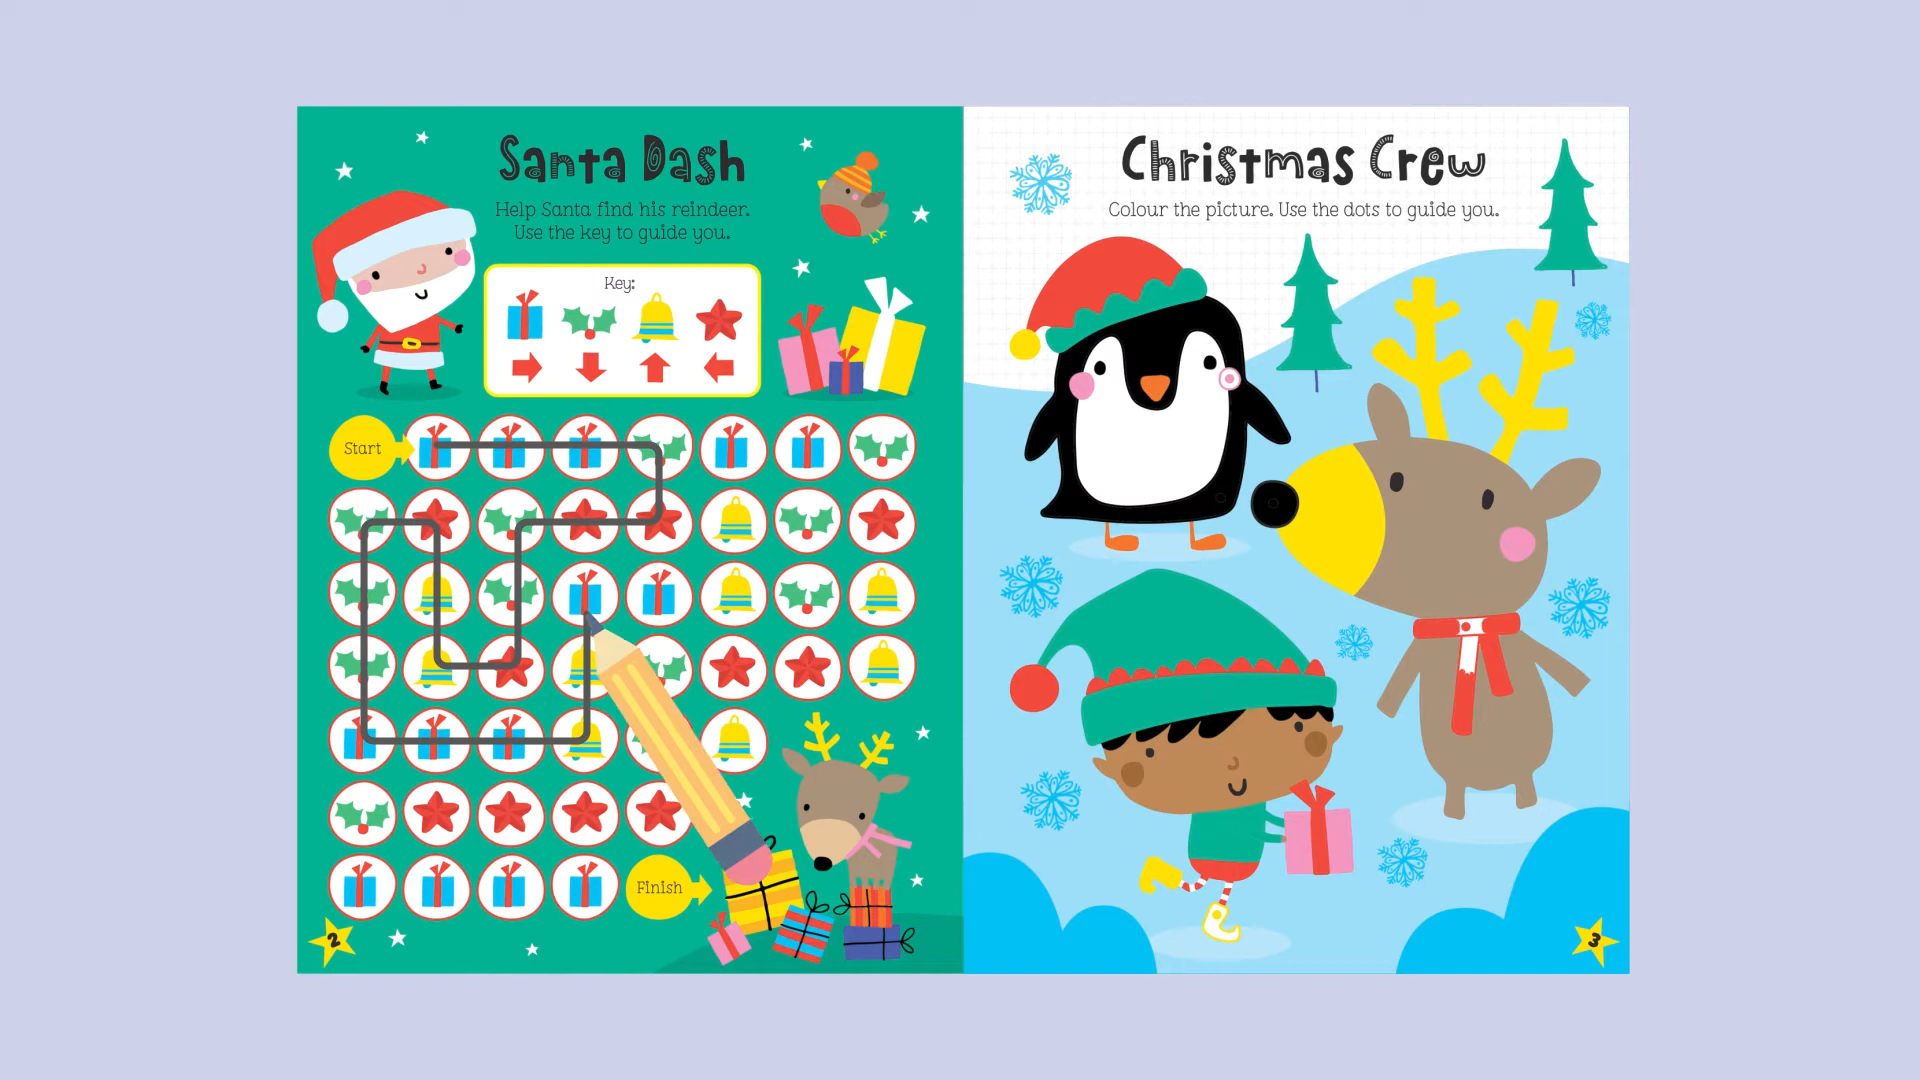 Santa Dash
Help Santa find his reindeer.
Use the key to guide you.
Key:
Start
Finish
2
Christmas Crew
Colour the picture. Use the dots to guide you.
3